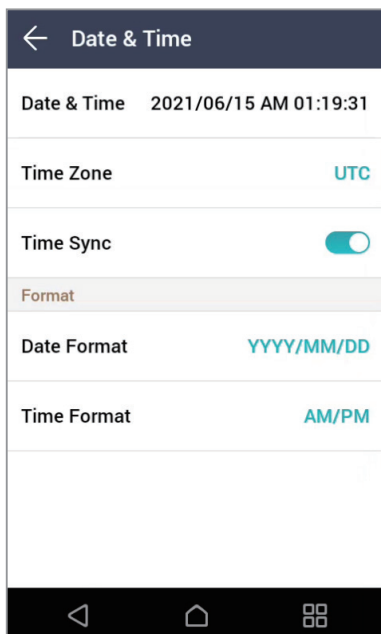 Date & Time
Date & Time 2021/06/15 AM 01:19:31
Time Zone UTC
Time Sync
Format
Date Format YYYY/MM/DD
Time Format AM/PM